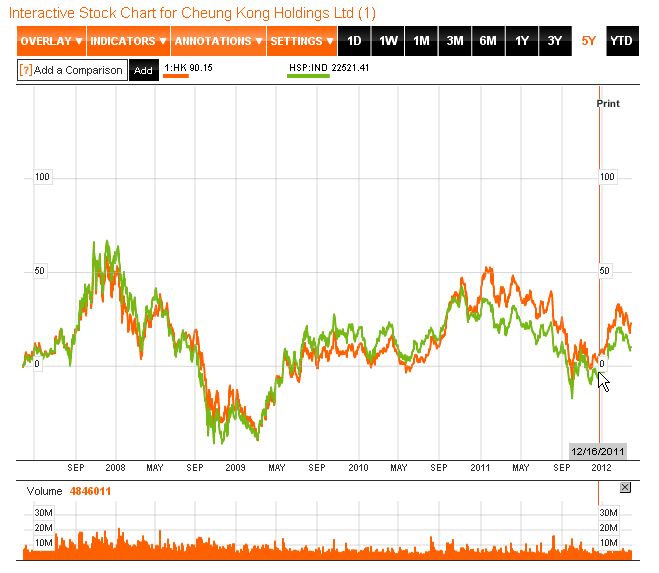 Interactive Stock Chart for Cheung Kong Holdings Ltd (1)
OVERLAY ▼ INDICATORS ▼ ANNOTATIONS ▼ SETTINGS ▼ 1D 1W 1M 3M 6M 1Y 3Y 5Y YTD
[?] Add a Comparison Add 1:HK 90.15 HSP:IND 22521.41
Print
100 100
50 50
0 0
12/16/2011
SEP 2008 MAY SEP 2009 MAY SEP 2010 MAY SEP 2011 MAY SEP 2012
Volume 4846011
30M 30M
20M 20M
10M 10M